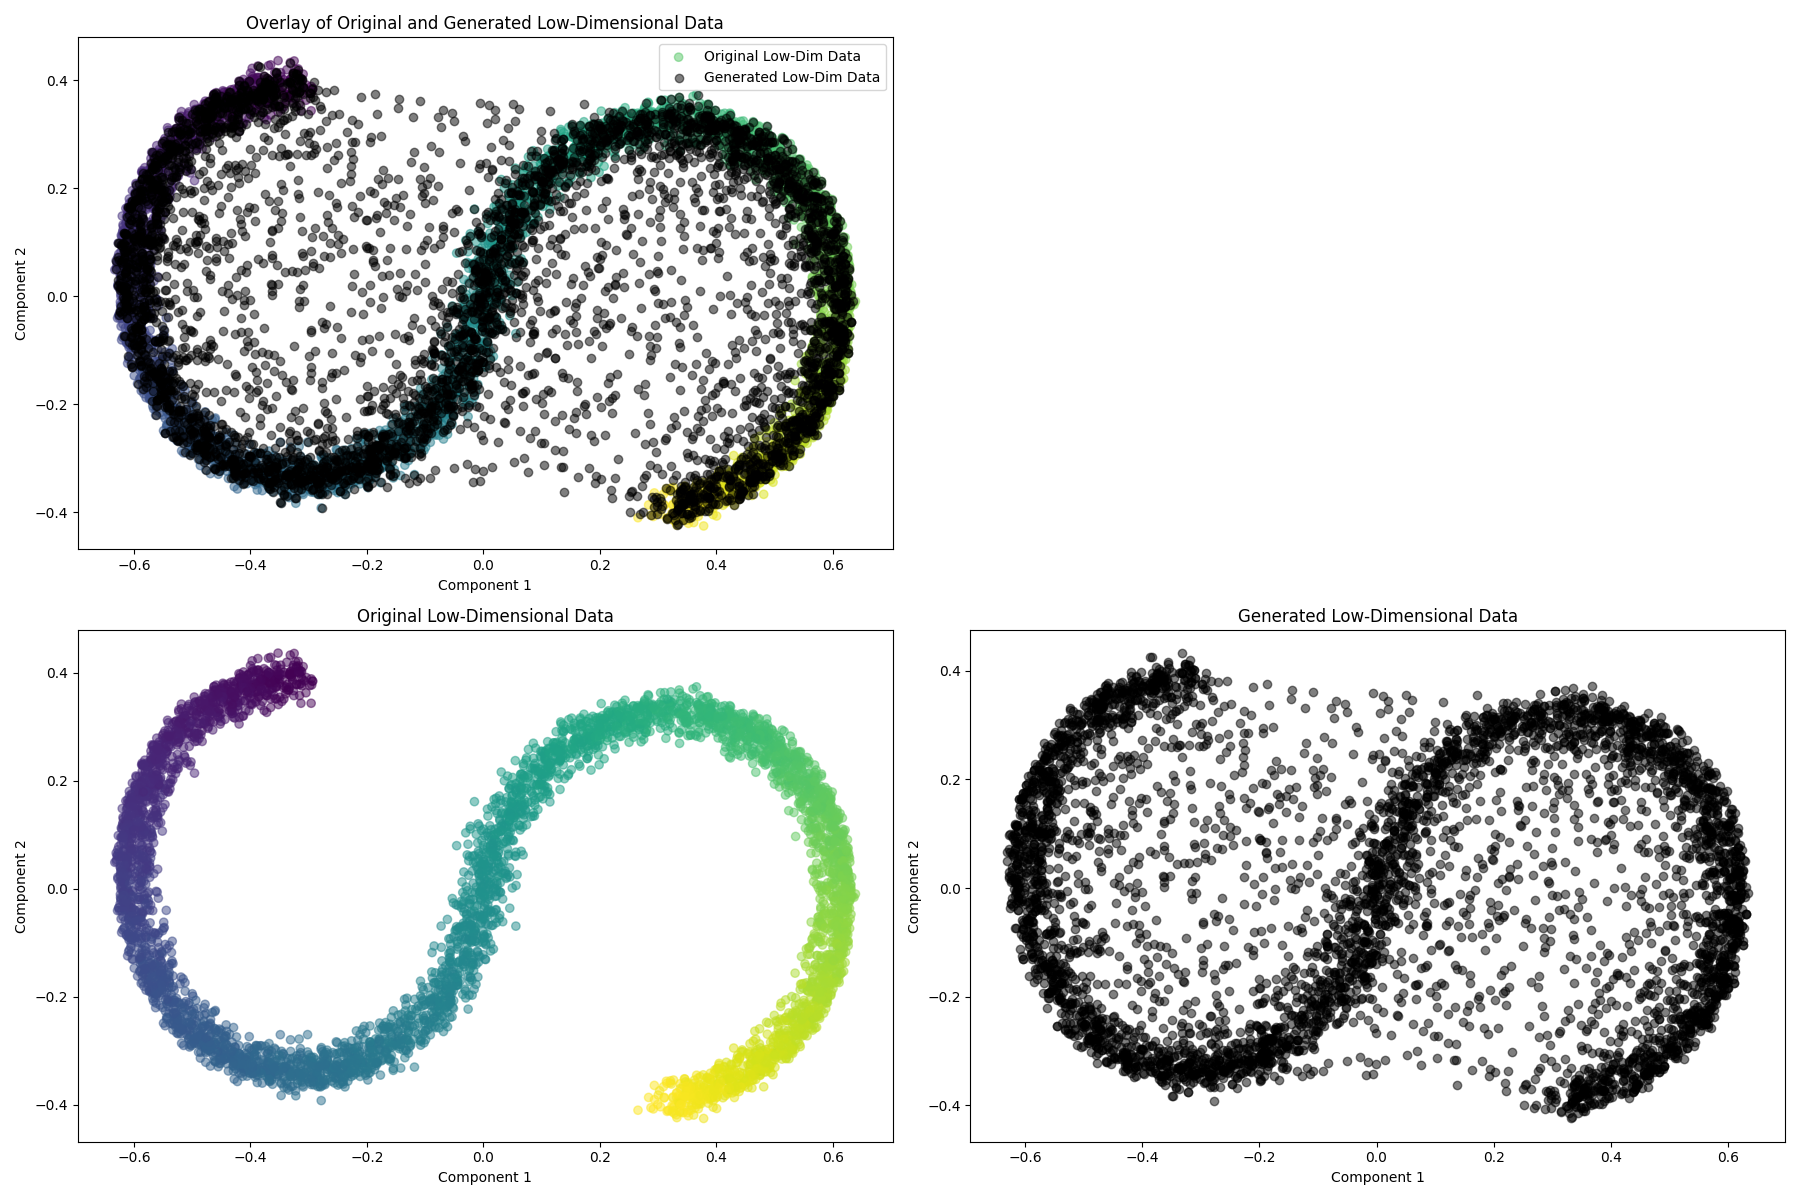 Overlay of Original and Generated Low-Dimensional Data
Original Low-Dim Data
Generated Low-Dim Data
0.4
0.2
0.0
−0.2
−0.4
Component 2
−0.6 −0.4 −0.2 0.0 0.2 0.4 0.6
Component 1
Original Low-Dimensional Data
0.4
0.2
0.0
−0.2
−0.4
Component 2
−0.6 −0.4 −0.2 0.0 0.2 0.4 0.6
Component 1
Generated Low-Dimensional Data
0.4
0.2
0.0
−0.2
−0.4
Component 2
−0.6 −0.4 −0.2 0.0 0.2 0.4 0.6
Component 1